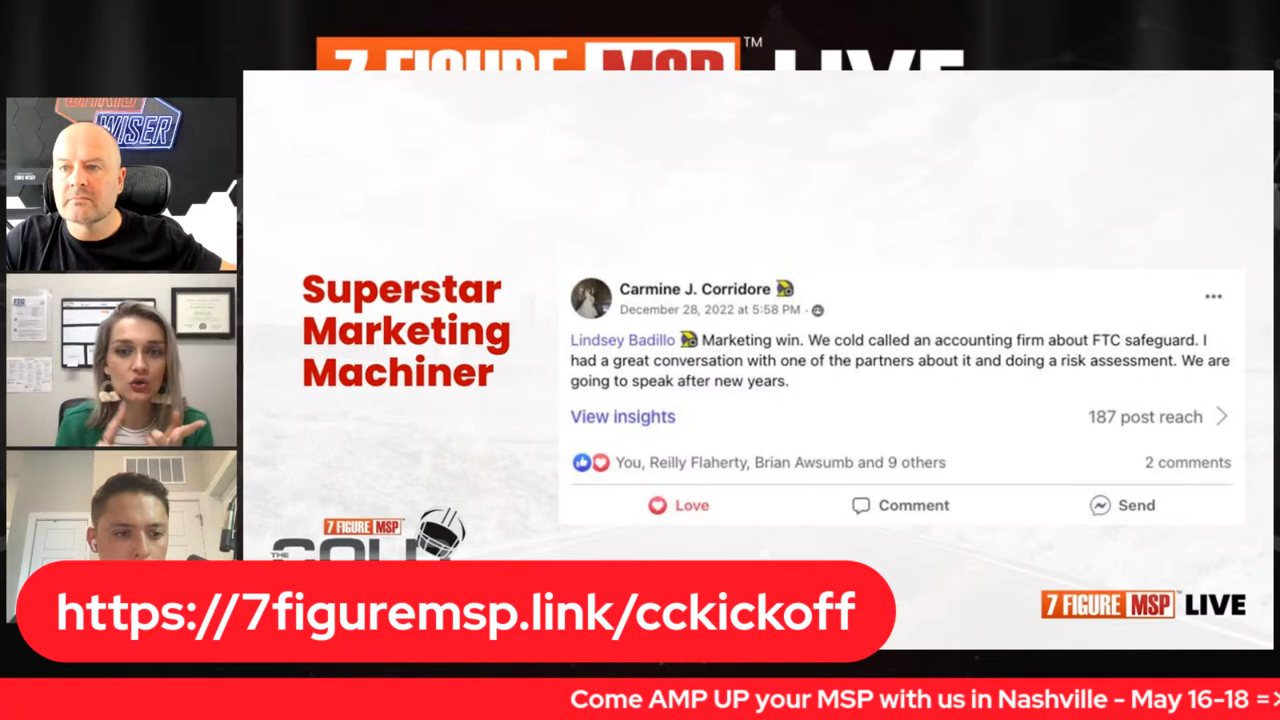 7 FIGURE MSP™ LIVE
CHRIS
WISER
Superstar
Marketing
Machiner
Carmine J. Corridore
December 28, 2022 at 5:58 PM ·
Lindsey Badillo Marketing win. We cold called an accounting firm about FTC safeguard. I
had a great conversation with one of the partners about it and doing a risk assessment. We are
going to speak after new years.
View insights
187 post reach
You, Reilly Flaherty, Brian Awsumb and 9 others
2 comments
Love
Comment
Send
7 FIGURE MSP
THE
7 FIGURE MSP LIVE
https://7figuremsp.link/cckickoff
Come AMP UP your MSP with us in Nashville - May 16-18 =>